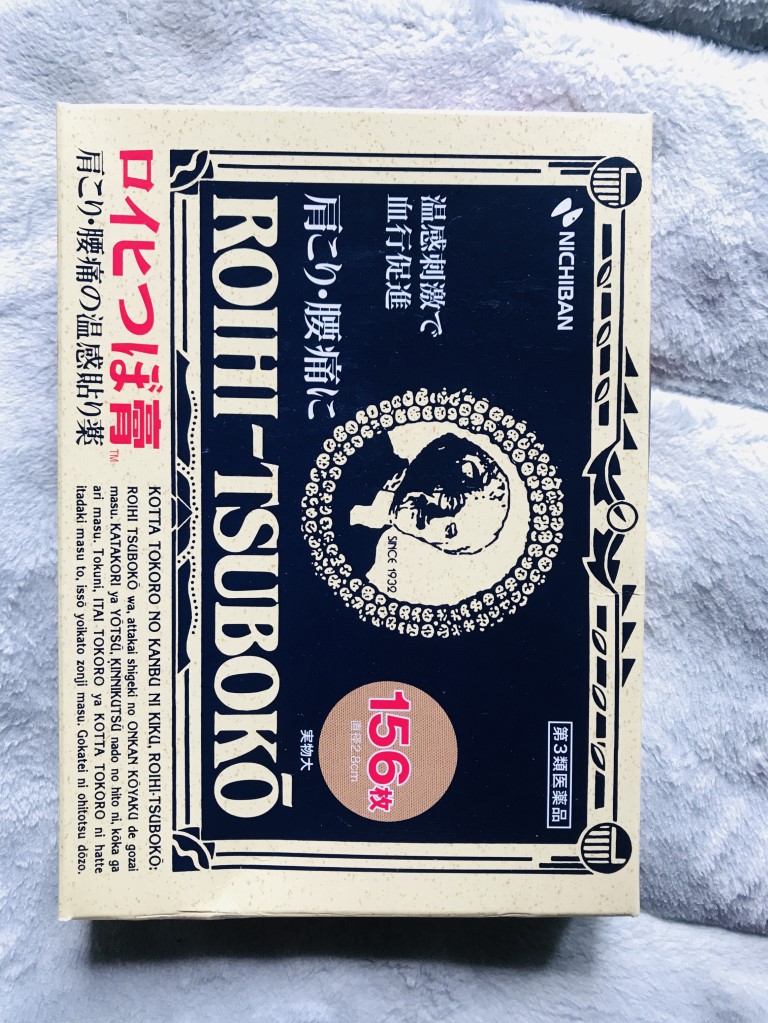 NICHIBAN
第3類医薬品
温感刺激で
血行促進
肩こり・腰痛に
SINCE 1939
156枚
直径2.8cm
実物大
ROIHI-TSUBOKŌ
ロイヒつぼ膏™
肩こり・腰痛の温感貼り薬
KOTTA TOKORO NO KANBU NI KIKU, ROIHI-TSUBOKŌ:
ROIHI TSUBOKŌ wa, attakai shigeki no ONKAN KŌYAKU de gozai
masu. KATAKORI ya YŌTSŪ, KINNIKUTSŪ nado no hito ni, kōka ga
ari masu. Tokuni, ITAI TOKORO ya KOTTA TOKORO ni hatte
itadaki masu to, issō yoikato zonji masu. Gokatei ni ohitotsu dōzo.